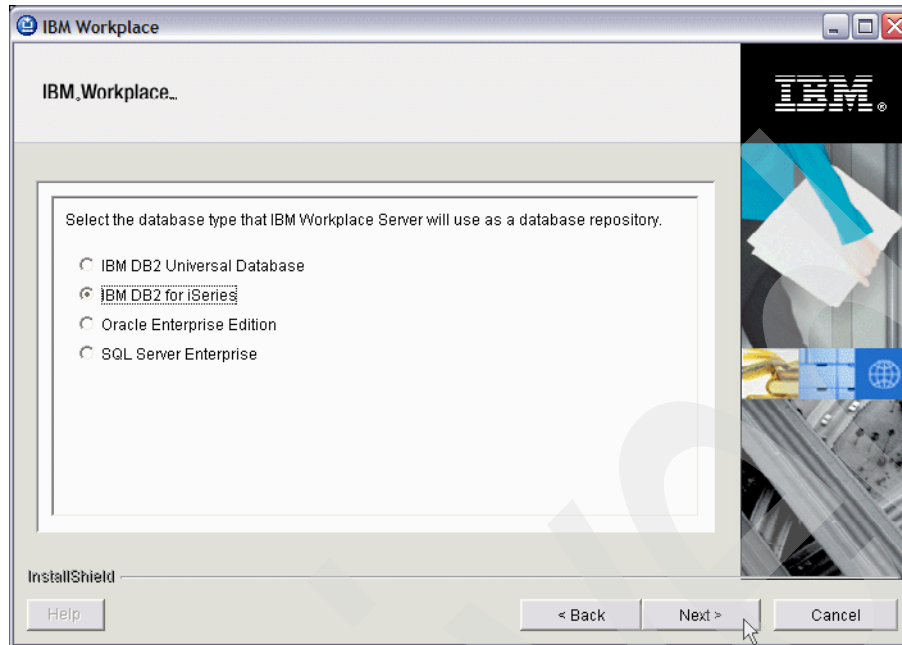 IBM Workplace
IBM Workplace™
IBM®
Select the database type that IBM Workplace Server will use as a database repository.
IBM DB2 Universal Database
IBM DB2 for iSeries
Oracle Enterprise Edition
SQL Server Enterprise
InstallShield
Help
< Back
Next >
Cancel